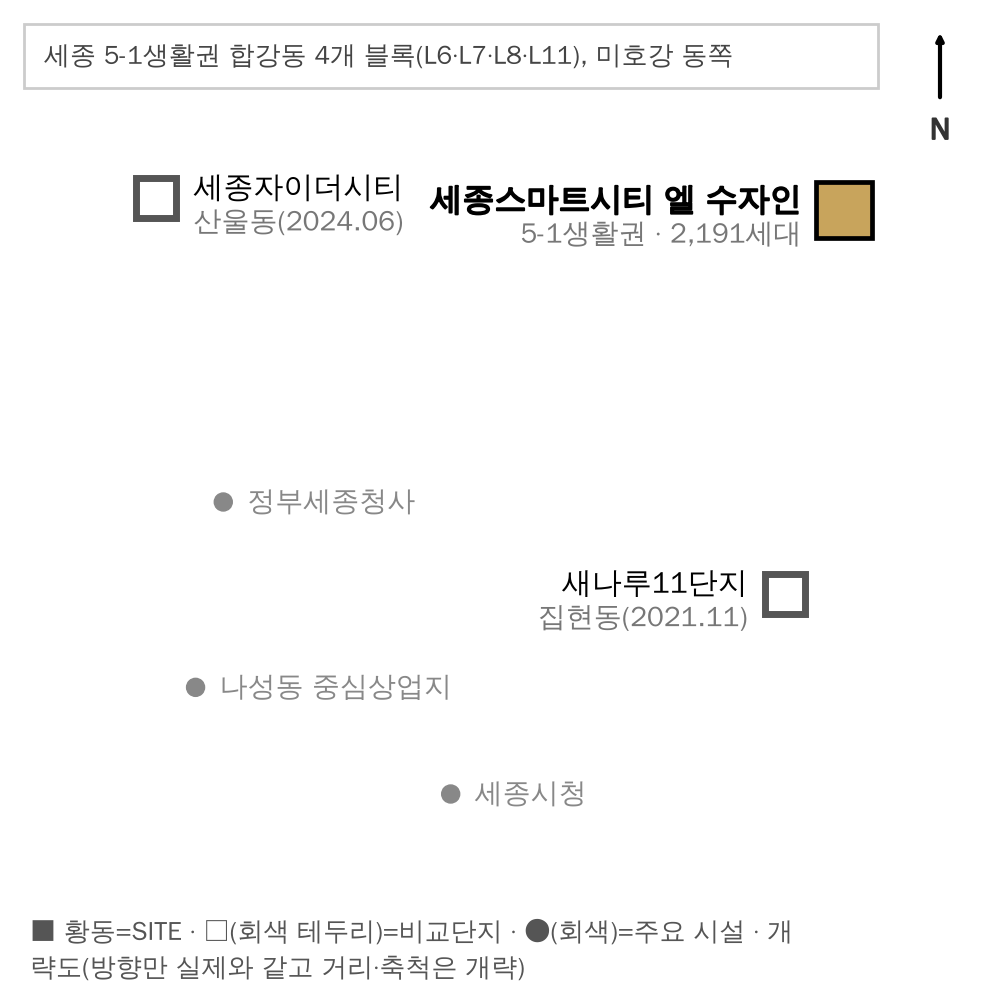 세종 5-1생활권 합강동 4개 블록(L6·L7·L8·L11), 미호강 동쪽
N
세종자이더시티
산울동(2024.06)
세종스마트시티 엘 수자인
5-1생활권 · 2,191세대
정부세종청사
새나루11단지
집현동(2021.11)
나성동 중심상업지
세종시청
■ 황동=SITE · □(회색 테두리)=비교단지 · ●(회색)=주요 시설 · 개
략도(방향만 실제와 같고 거리·축척은 개략)